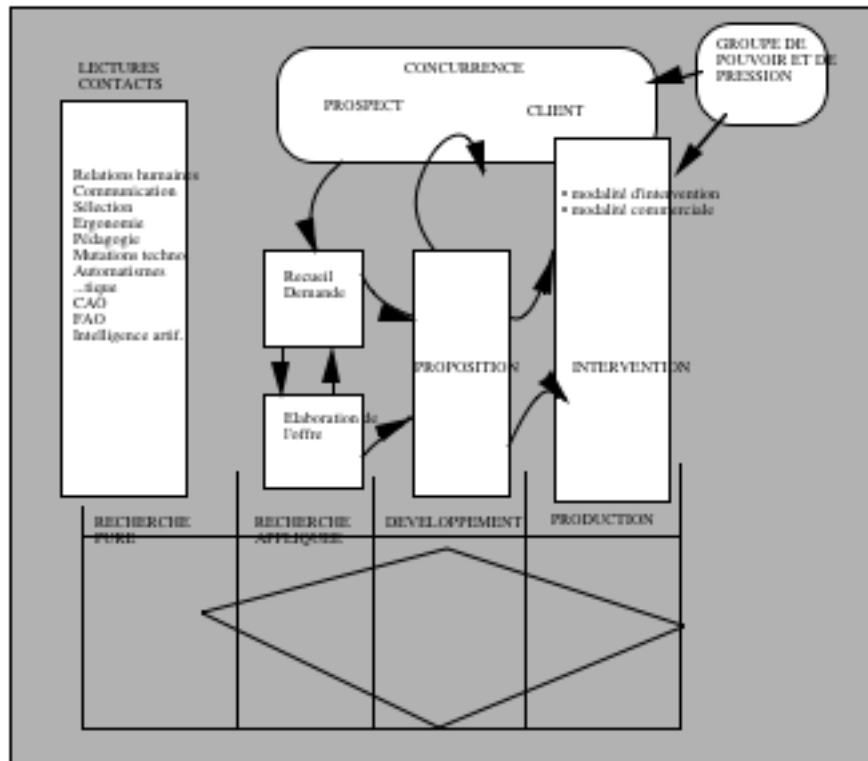 LECTURES
CONTACTS
CONCURRENCE
PROSPECT
CLIENT
GROUPE DE
POUVOIR ET DE
PRESSION
Relations humaines
Communication
Sélection
Ergonomie
Pédagogie
Mutations techno
Automatismes
...tique
CAO
FAO
Intelligence artif.
Recueil
Demande
Elaboration de
l'offre
PROPOSITION
• modalité d'intervention
• modalité commerciale
INTERVENTION
RECHERCHE
PURE
RECHERCHE
APPLIQUEE
DEVELOPPEMENT
PRODUCTION